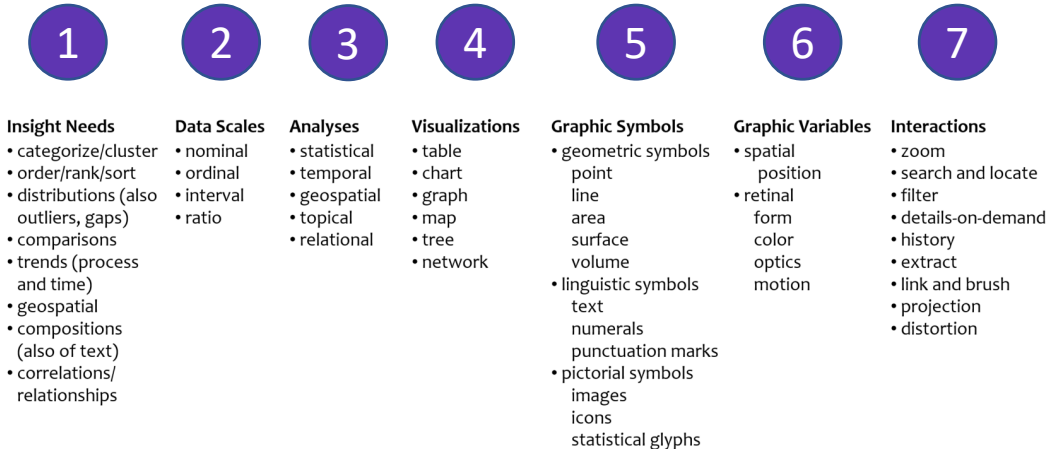 1
2
3
4
5
6
7
Insight Needs
• categorize/cluster
• order/rank/sort
• distributions (also
outliers, gaps)
• comparisons
• trends (process
and time)
• geospatial
• compositions
(also of text)
• correlations/
relationships
Data Scales
• nominal
• ordinal
• interval
• ratio
Analyses
• statistical
• temporal
• geospatial
• topical
• relational
Visualizations
• table
• chart
• graph
• map
• tree
• network
Graphic Symbols
• geometric symbols
point
line
area
surface
volume
• linguistic symbols
text
numerals
punctuation marks
• pictorial symbols
images
icons
statistical glyphs
Graphic Variables
• spatial
position
• retinal
form
color
optics
motion
Interactions
• zoom
• search and locate
• filter
• details-on-demand
• history
• extract
• link and brush
• projection
• distortion